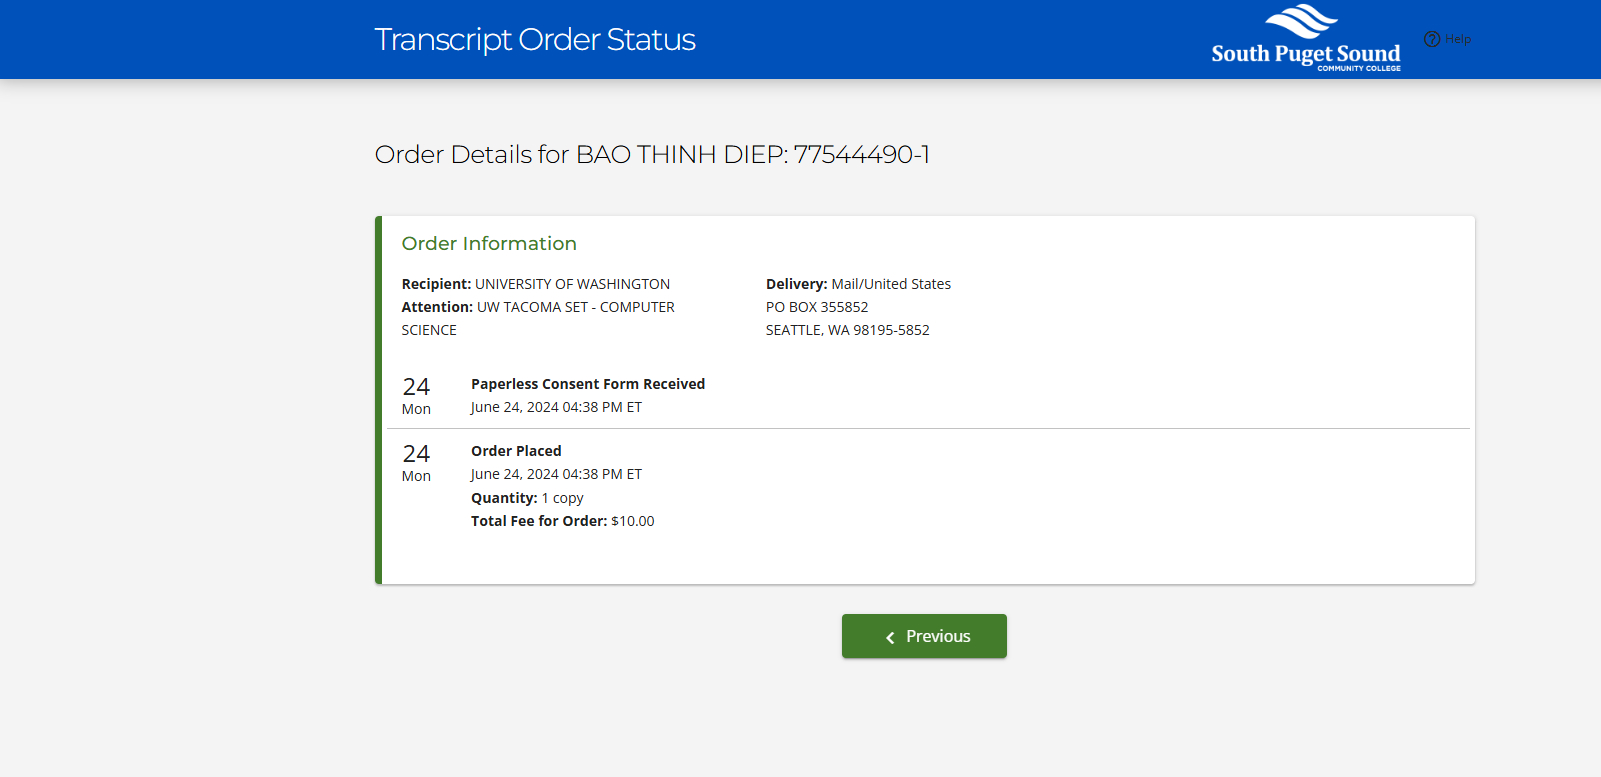 Transcript Order Status
South Puget Sound
COMMUNITY COLLEGE
Help
Order Details for BAO THINH DIEP: 77544490-1
Order Information
Recipient: UNIVERSITY OF WASHINGTON
Attention: UW TACOMA SET - COMPUTER
SCIENCE
Delivery: Mail/United States
PO BOX 355852
SEATTLE, WA 98195-5852
24
Mon
Paperless Consent Form Received
June 24, 2024 04:38 PM ET
24
Mon
Order Placed
June 24, 2024 04:38 PM ET
Quantity: 1 copy
Total Fee for Order: $10.00
Previous